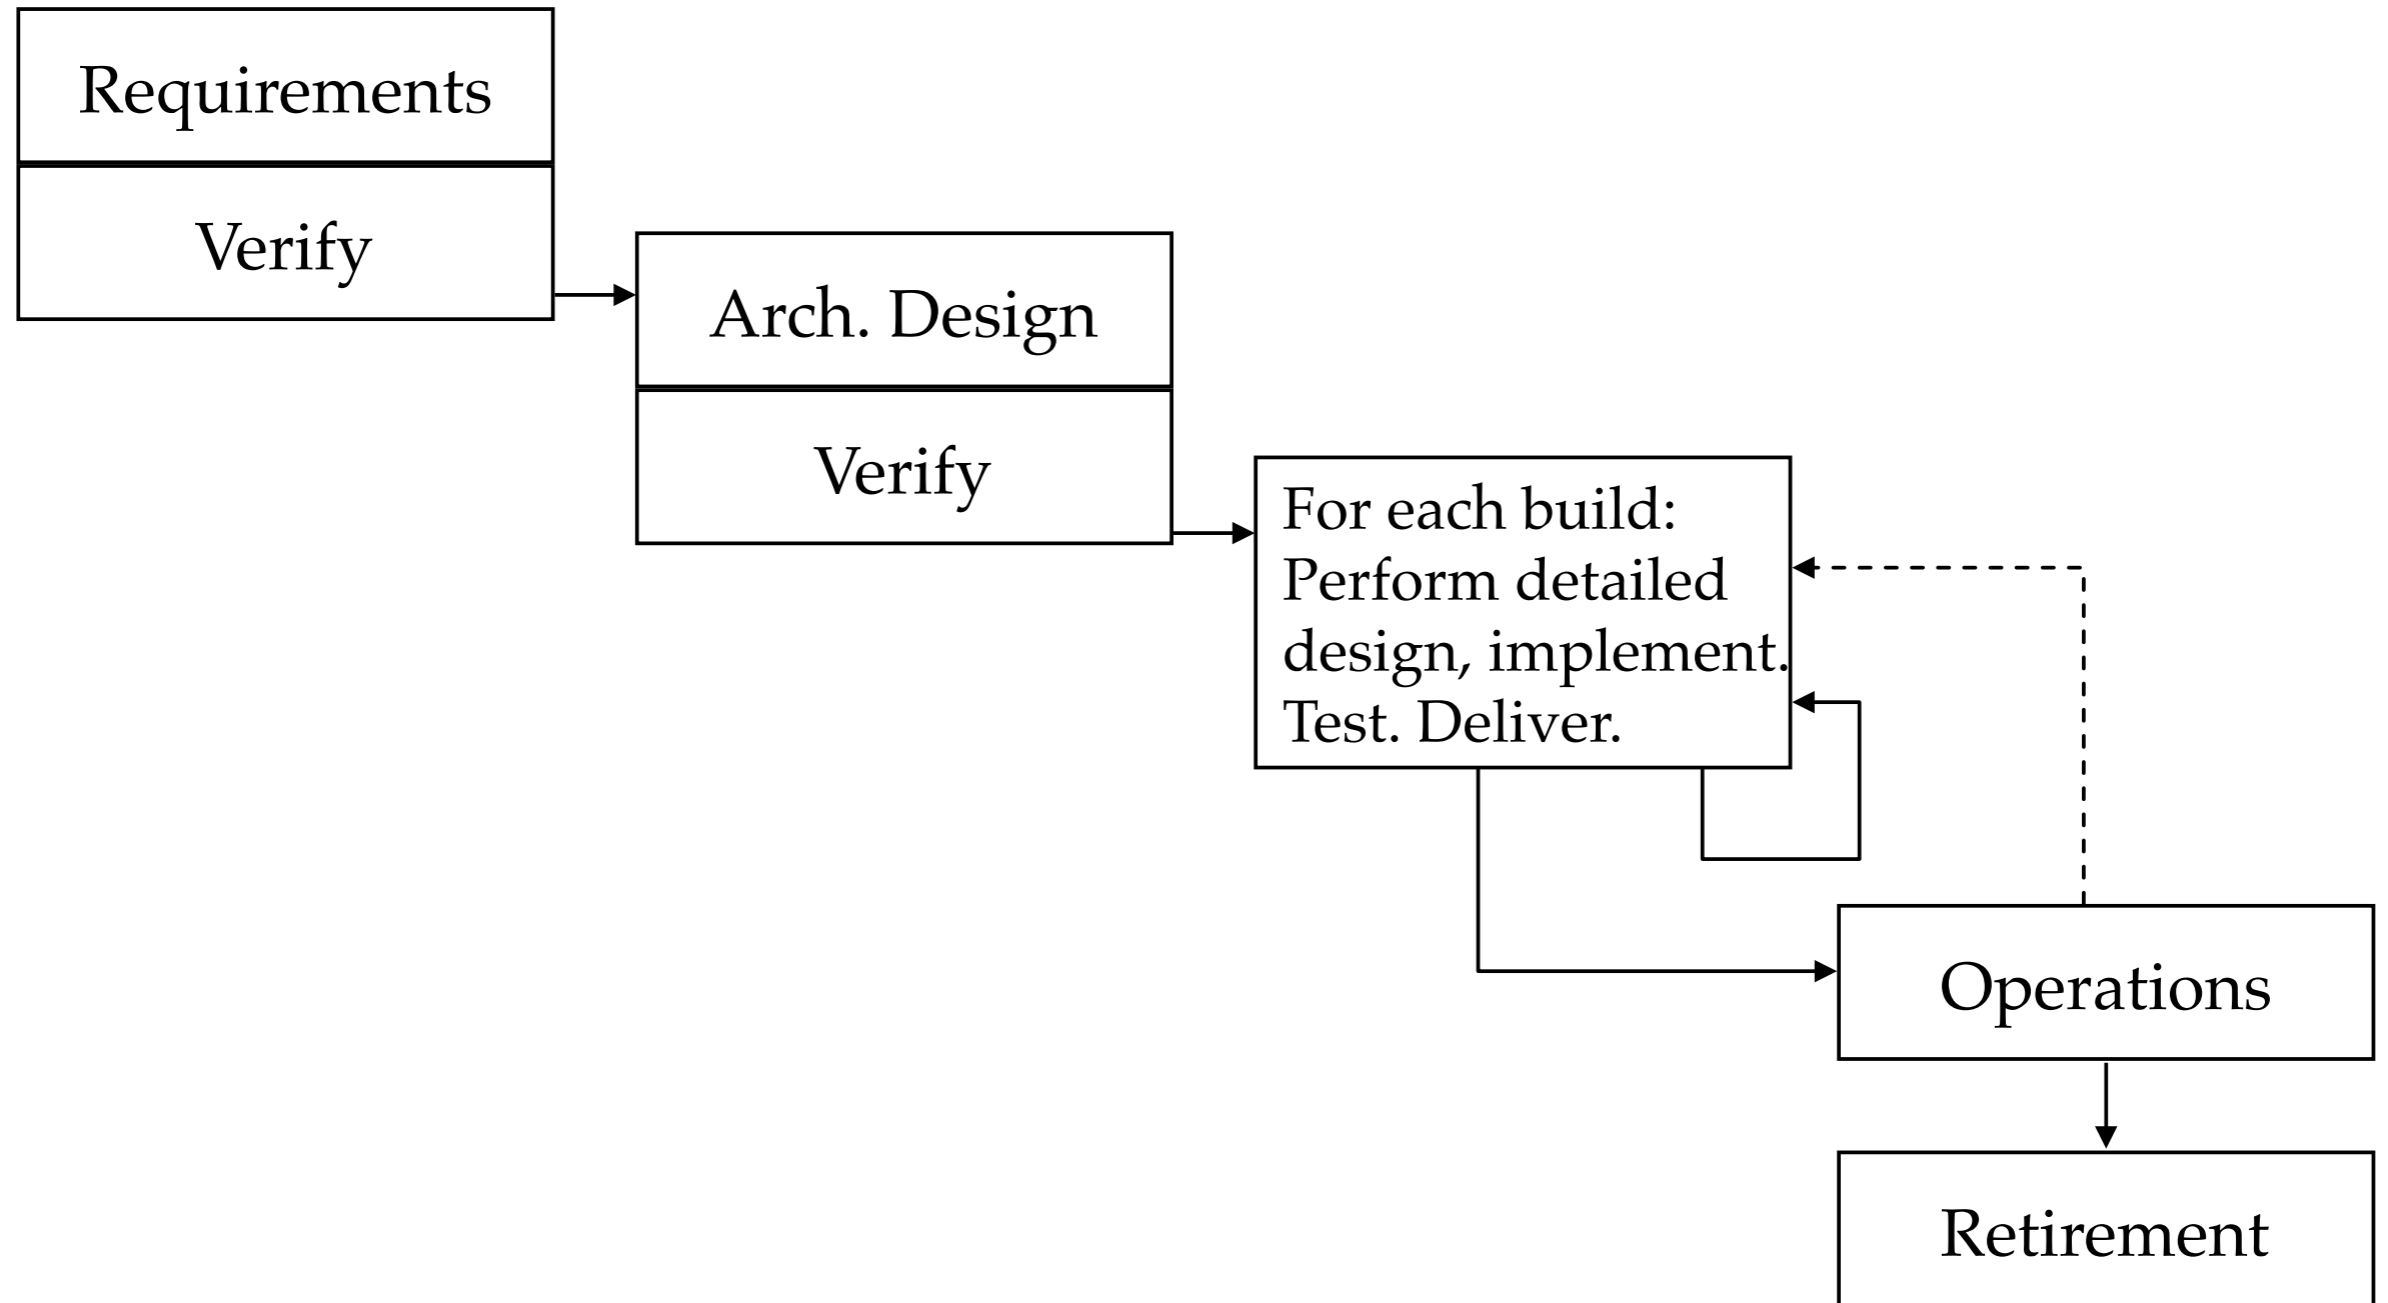 Requirements
Verify
Arch. Design
Verify
For each build:
Perform detailed
design, implement.
Test. Deliver.
Operations
Retirement